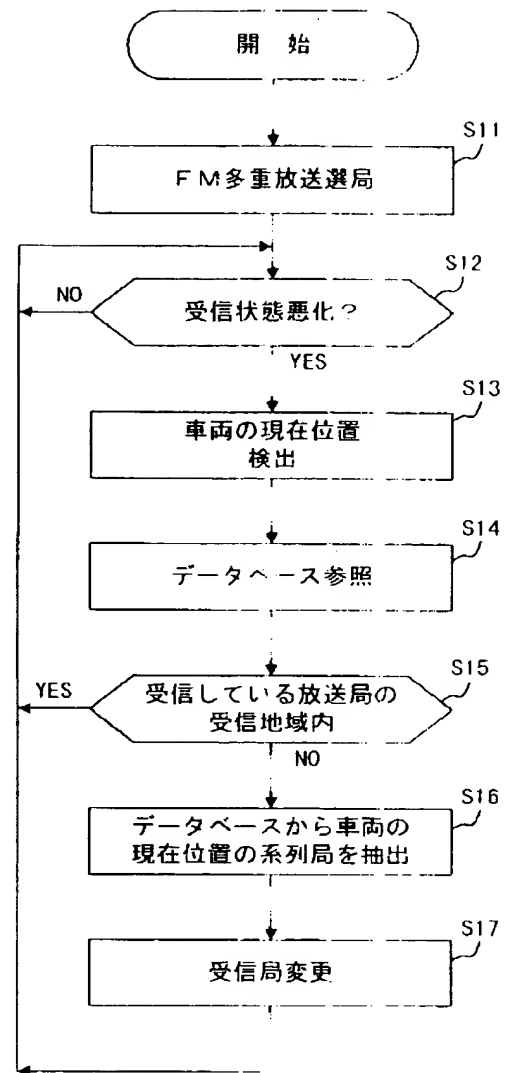 開 始
S11
FM多重放送選局
S12
NO
受信状態悪化?
YES
S13
車両の現在位置
検出
S14
データベース参照
S15
YES
受信している放送局の
受信地域内
NO
S16
データベースから車両の
現在位置の系列局を抽出
S17
受信局変更